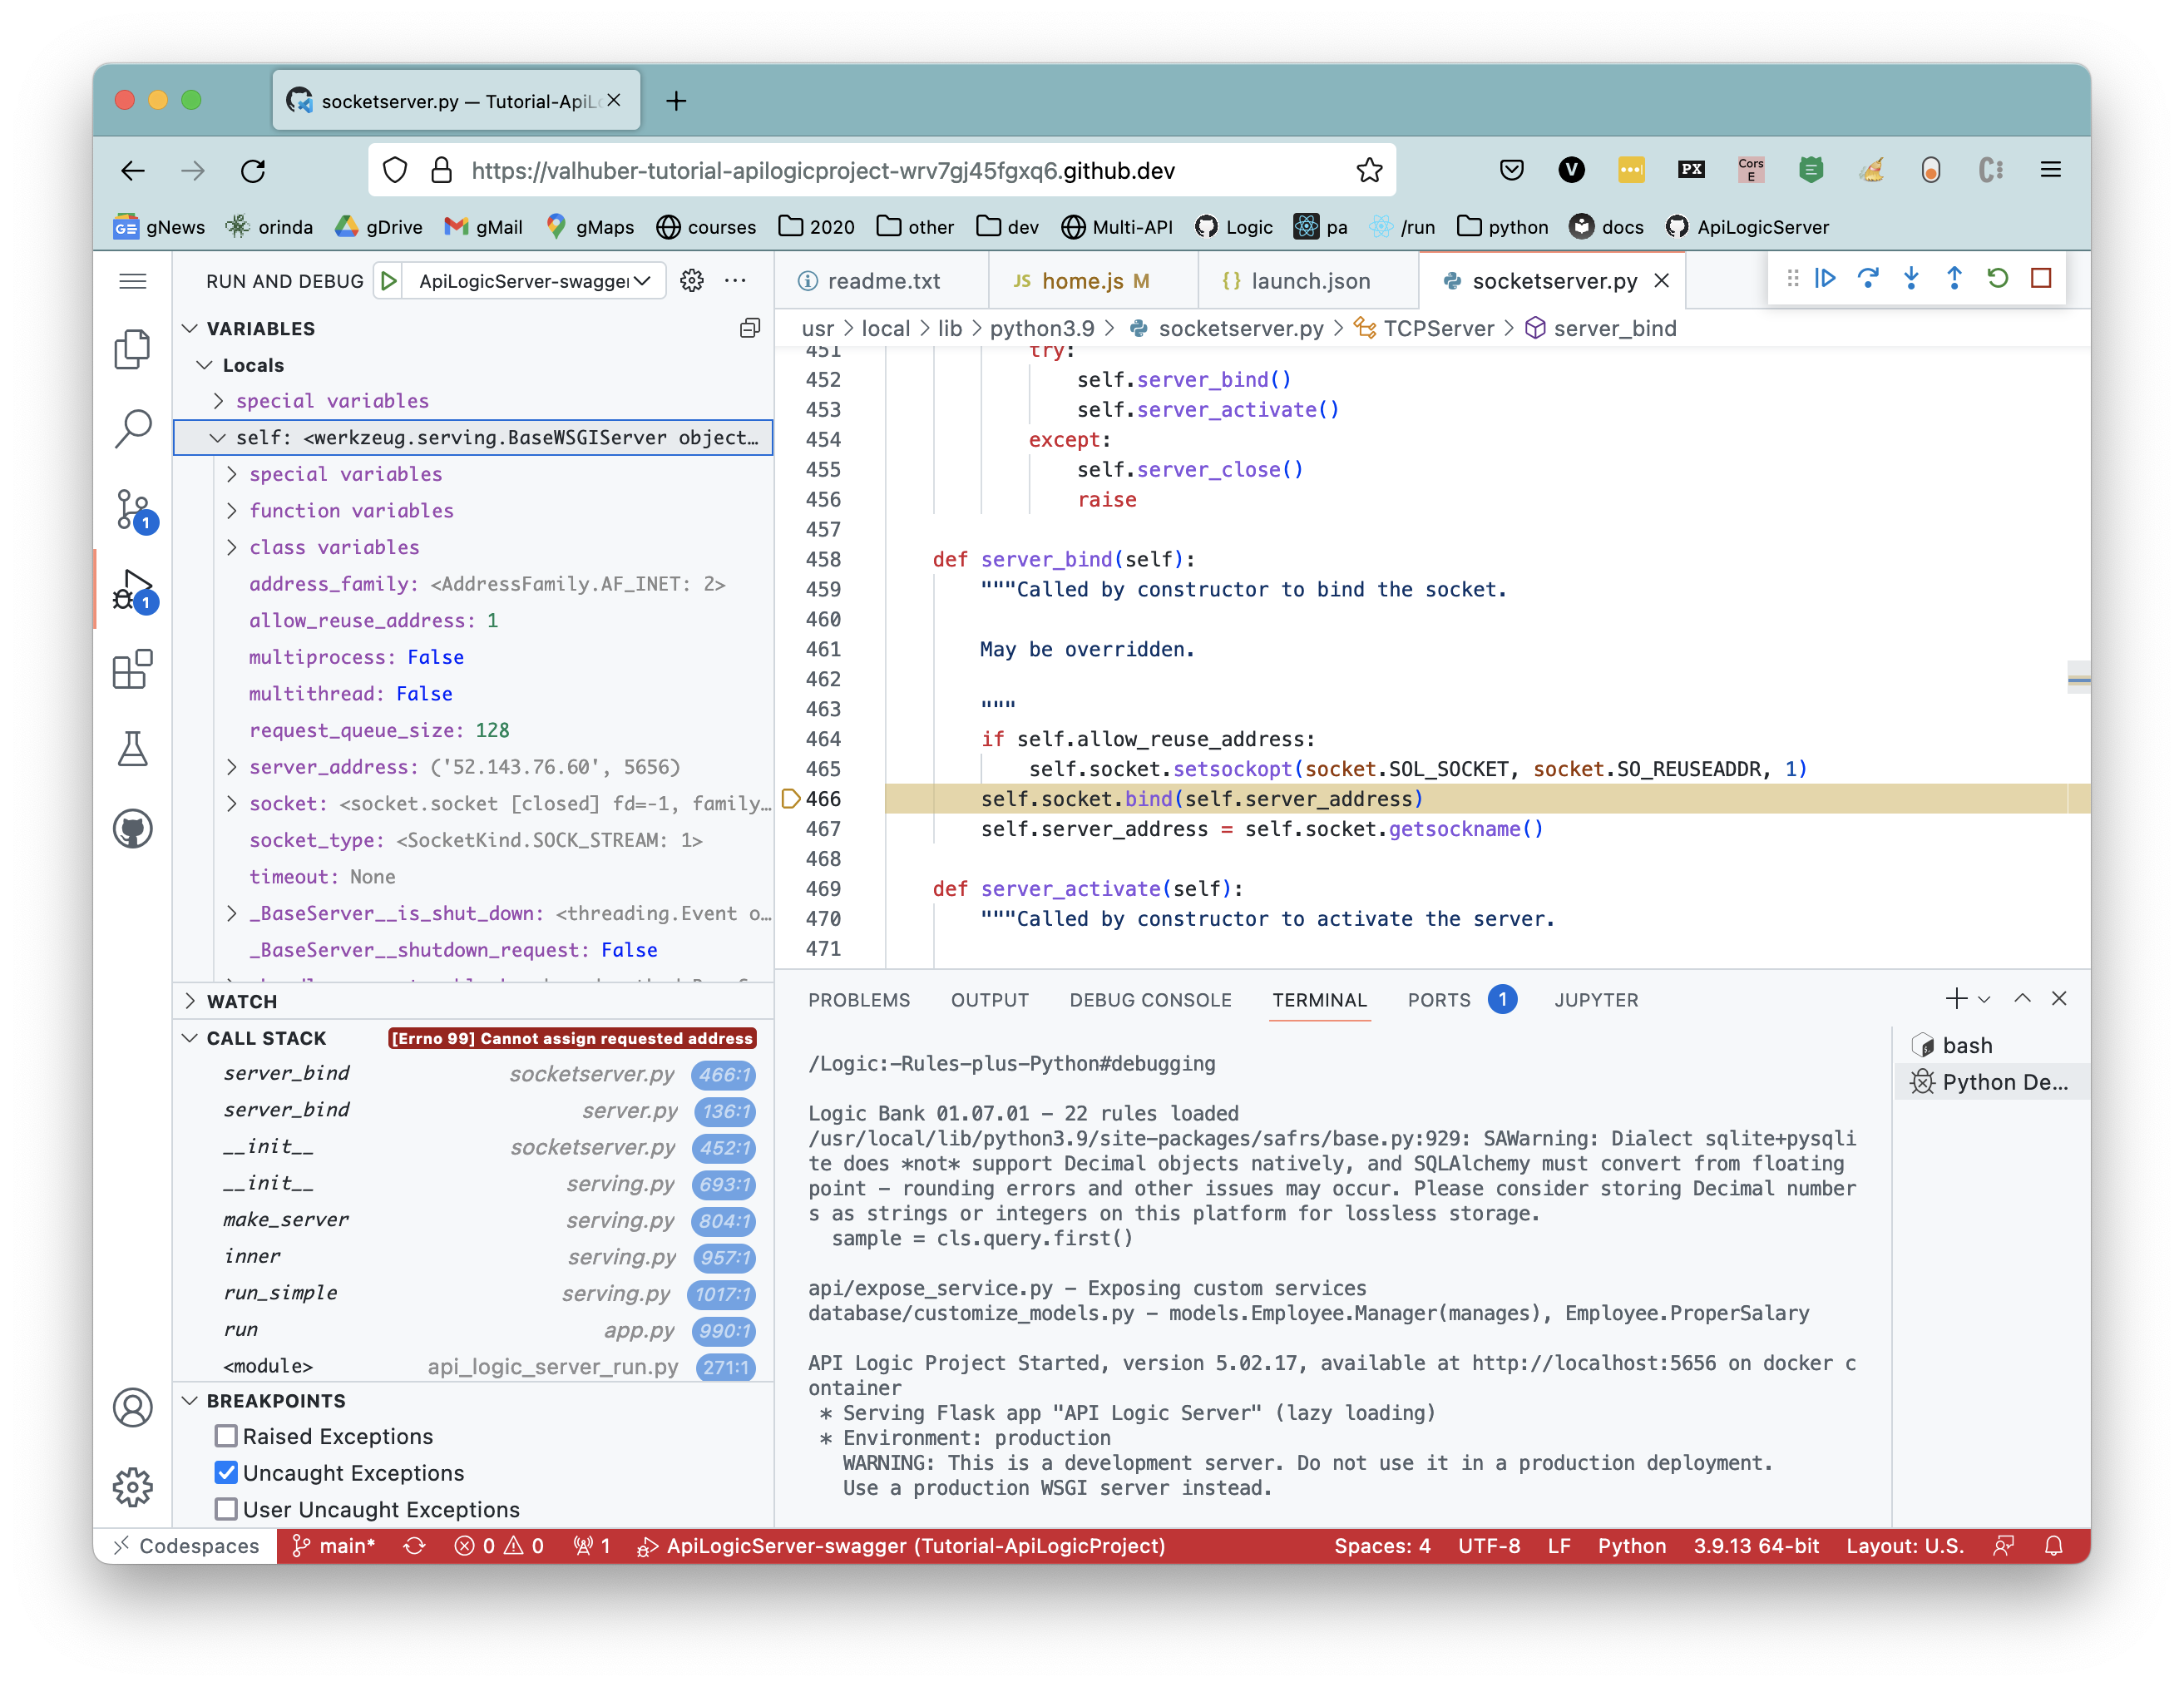 socketserver.py — Tutorial-ApiL
https://valhuber-tutorial-apilogicproject-wrv7gj45fgxq6.github.dev
V
PX
Cors
E
GE gNews
orinda
gDrive
gMail
gMaps
courses
2020
other
dev
Multi-API
Logic
pa
/run
python
docs
ApiLogicServer
RUN AND DEBUG
ApiLogicServer-swagger
VARIABLES
Locals
special variables
self: <werkzeug.serving.BaseWSGIServer object…
special variables
function variables
class variables
address_family: <AddressFamily.AF_INET: 2>
allow_reuse_address: 1
multiprocess: False
multithread: False
request_queue_size: 128
server_address: ('52.143.76.60', 5656)
socket: <socket.socket [closed] fd=-1, family…
socket_type: <SocketKind.SOCK_STREAM: 1>
timeout: None
_BaseServer__is_shut_down: <threading.Event o…
_BaseServer__shutdown_request: False
1
1
WATCH
CALL STACK [Errno 99] Cannot assign requested address
server_bind socketserver.py 466:1
server_bind server.py 136:1
__init__ socketserver.py 452:1
__init__ serving.py 693:1
make_server serving.py 804:1
inner serving.py 957:1
run_simple serving.py 1017:1
run app.py 990:1
<module> api_logic_server_run.py 271:1
BREAKPOINTS
Raised Exceptions
Uncaught Exceptions
User Uncaught Exceptions
readme.txt
JS home.js M
{} launch.json
socketserver.py
usr > local > lib > python3.9 > socketserver.py > TCPServer > server_bind
451 try:
452 self.server_bind()
453 self.server_activate()
454 except:
455 self.server_close()
456 raise
457
458 def server_bind(self):
459 """Called by constructor to bind the socket.
460
461 May be overridden.
462
463 """
464 if self.allow_reuse_address:
465 self.socket.setsockopt(socket.SOL_SOCKET, socket.SO_REUSEADDR, 1)
466 self.socket.bind(self.server_address)
467 self.server_address = self.socket.getsockname()
468
469 def server_activate(self):
470 """Called by constructor to activate the server.
471
PROBLEMS OUTPUT DEBUG CONSOLE TERMINAL PORTS 1 JUPYTER
/Logic:-Rules-plus-Python#debugging
Logic Bank 01.07.01 – 22 rules loaded
/usr/local/lib/python3.9/site-packages/safrs/base.py:929: SAWarning: Dialect sqlite+pysqli
te does *not* support Decimal objects natively, and SQLAlchemy must convert from floating
point – rounding errors and other issues may occur. Please consider storing Decimal number
s as strings or integers on this platform for lossless storage.
sample = cls.query.first()
api/expose_service.py – Exposing custom services
database/customize_models.py – models.Employee.Manager(manages), Employee.ProperSalary
API Logic Project Started, version 5.02.17, available at http://localhost:5656 on docker c
ontainer
* Serving Flask app "API Logic Server" (lazy loading)
* Environment: production
WARNING: This is a development server. Do not use it in a production deployment.
Use a production WSGI server instead.
bash
Python De...
Codespaces
main*
0 0
1
ApiLogicServer-swagger (Tutorial-ApiLogicProject)
Spaces: 4 UTF-8 LF Python 3.9.13 64-bit Layout: U.S.